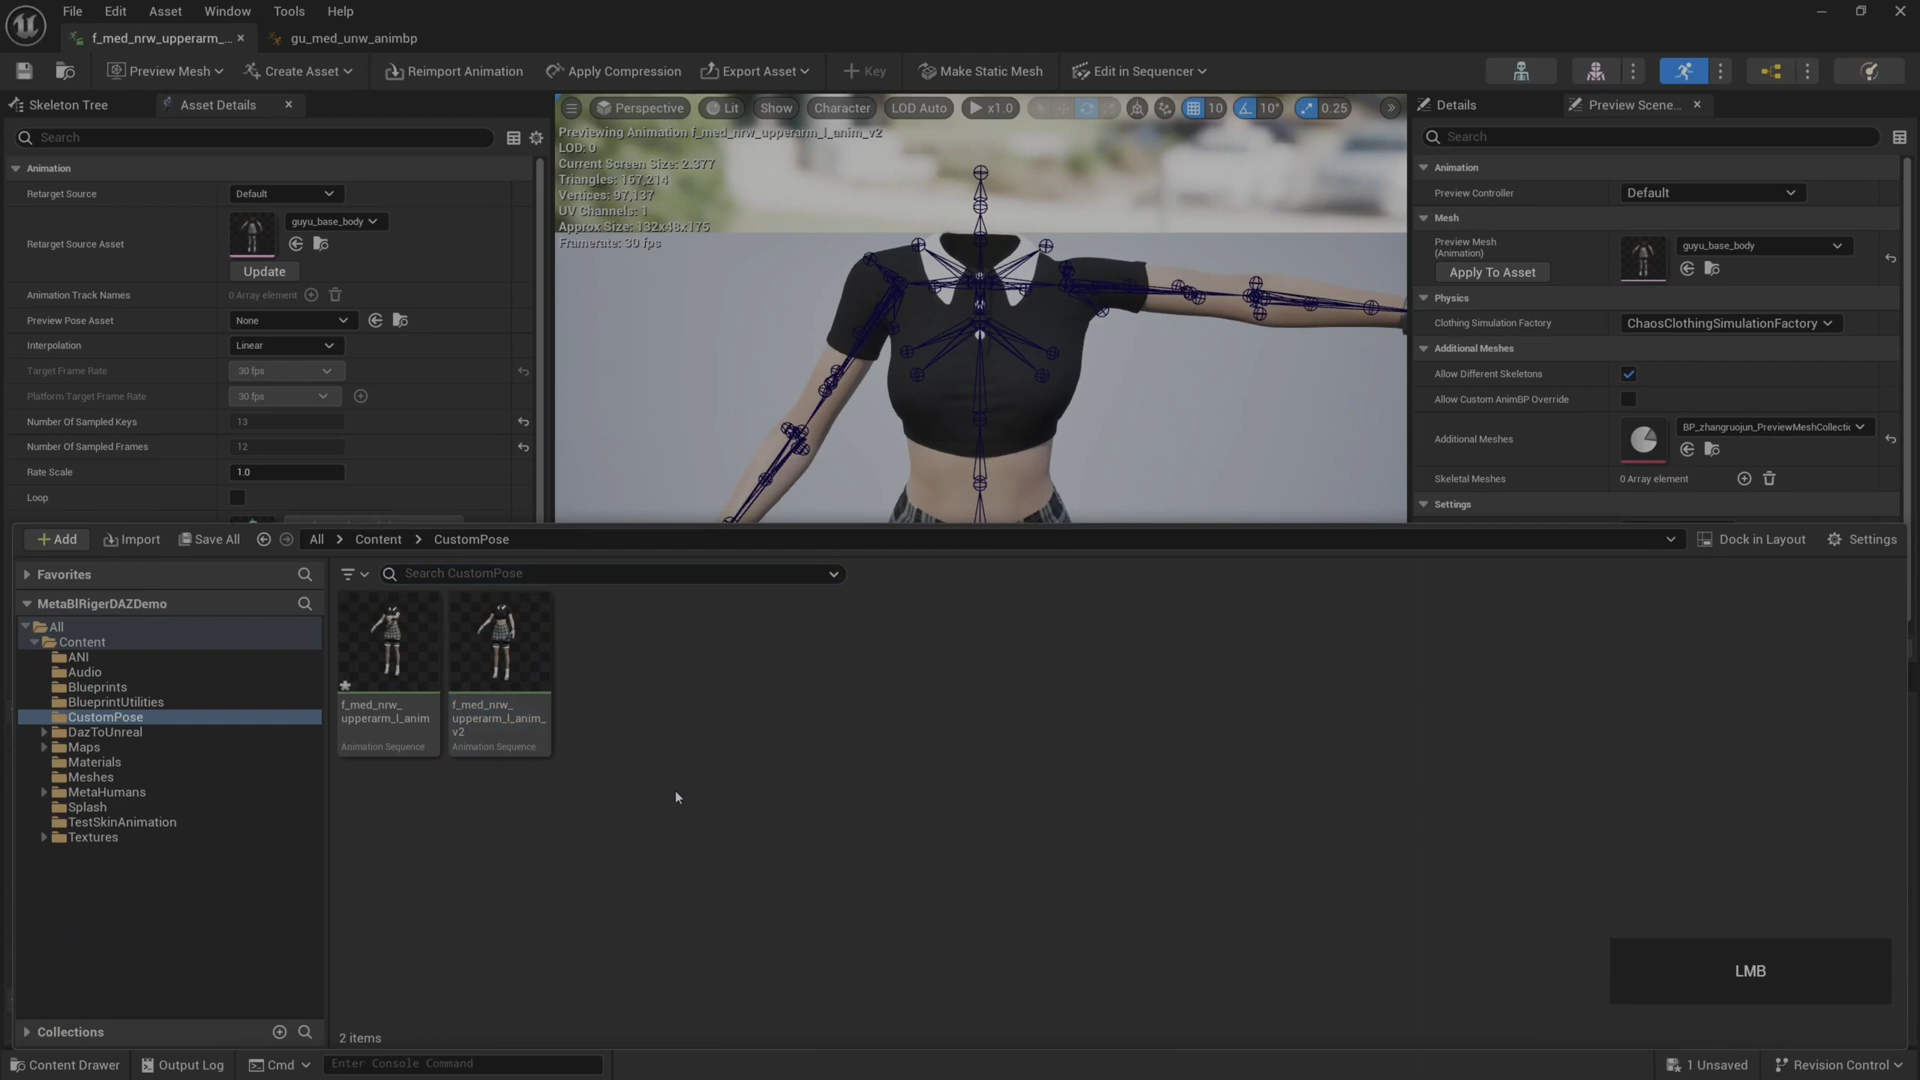 File Edit Asset Window Tools Help
f_med_nrw_upperarm_... gu_med_unw_animbp
Preview Mesh Create Asset Reimport Animation Apply Compression Export Asset Key Make Static Mesh Edit in Sequencer
Skeleton Tree Asset Details
Search
Animation
Retarget Source Default
Retarget Source Asset guyu_base_body
Update
Animation Track Names 0 Array element
Preview Pose Asset None
Interpolation Linear
Target Frame Rate 30 fps
Platform Target Frame Rate 30 fps
Number Of Sampled Keys 13
Number Of Sampled Frames 12
Rate Scale 1.0
Loop
Perspective Lit Show Character LOD Auto x1.0 10 10° 0.25
Previewing Animation f_med_nrw_upperarm_l_anim_v2
LOD: 0
Current Screen Size: 2.377
Triangles: 167,214
Vertices: 97,137
UV Channels: 1
Approx Size: 132x48x175
Framerate: 30 fps
Details Preview Scene...
Search
Animation
Preview Controller Default
Mesh
Preview Mesh
(Animation) guyu_base_body
Apply To Asset
Physics
Clothing Simulation Factory ChaosClothingSimulationFactory
Additional Meshes
Allow Different Skeletons
Allow Custom AnimBP Override
Additional Meshes BP_zhangruojun_PreviewMeshCollecti
Skeletal Meshes 0 Array element
Settings
Add Import Save All All Content CustomPose Dock in Layout Settings
Favorites
Search CustomPose
MetaBlRigerDAZDemo
All
Content
ANI
Audio
Blueprints
BlueprintUtilities
CustomPose
DazToUnreal
Maps
Materials
Meshes
MetaHumans
Splash
TestSkinAnimation
Textures
Collections
f_med_nrw_
upperarm_l_anim
Animation Sequence
f_med_nrw_
upperarm_l_anim_
v2
Animation Sequence
LMB
2 items
Content Drawer Output Log Cmd Enter Console Command 1 Unsaved Revision Control